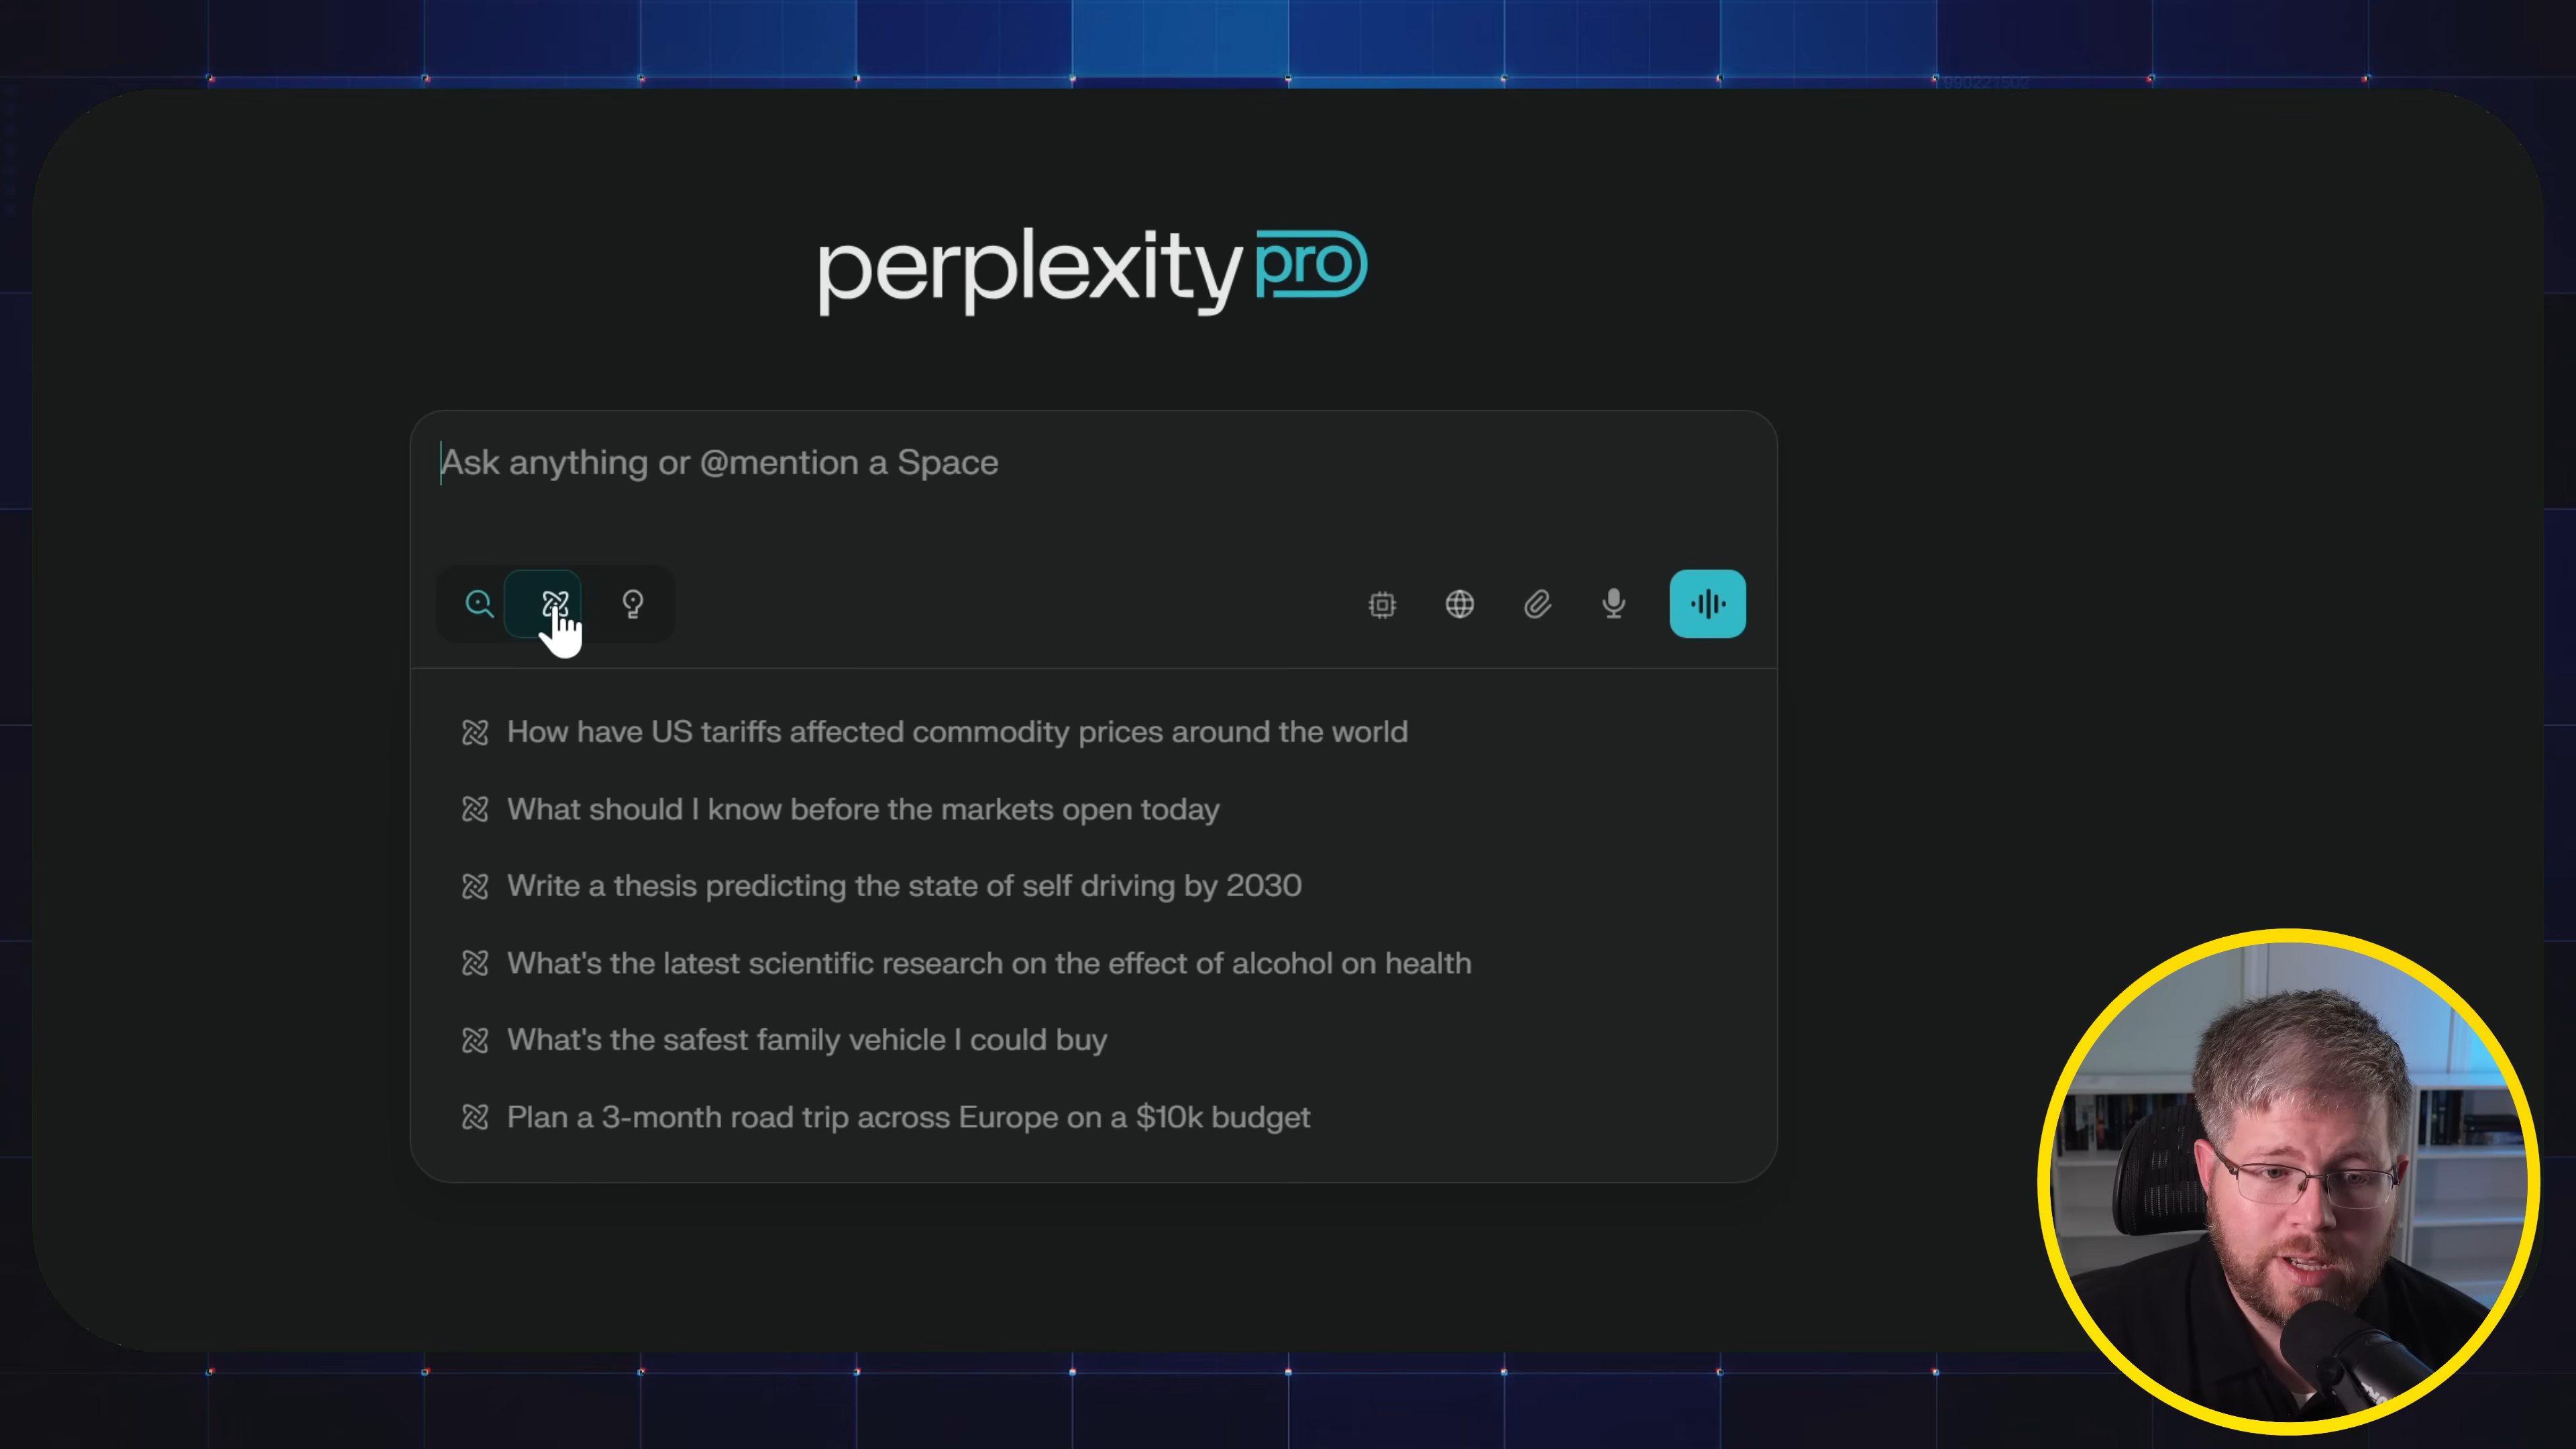 990221502
perplexity pro
Ask anything or @mention a Space
How have US tariffs affected commodity prices around the world
What should I know before the markets open today
Write a thesis predicting the state of self driving by 2030
What's the latest scientific research on the effect of alcohol on health
What's the safest family vehicle I could buy
Plan a 3-month road trip across Europe on a $10k budget